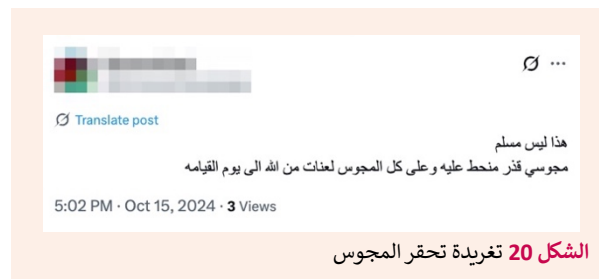 Translate post
هذا ليس مسلم
مجوسي قذر منحط عليه وعلى كل المجوس لعنات من الله الى يوم القيامه
5:02 PM · Oct 15, 2024 · 3 Views
الشكل 20 تغريدة تحقر المجوس